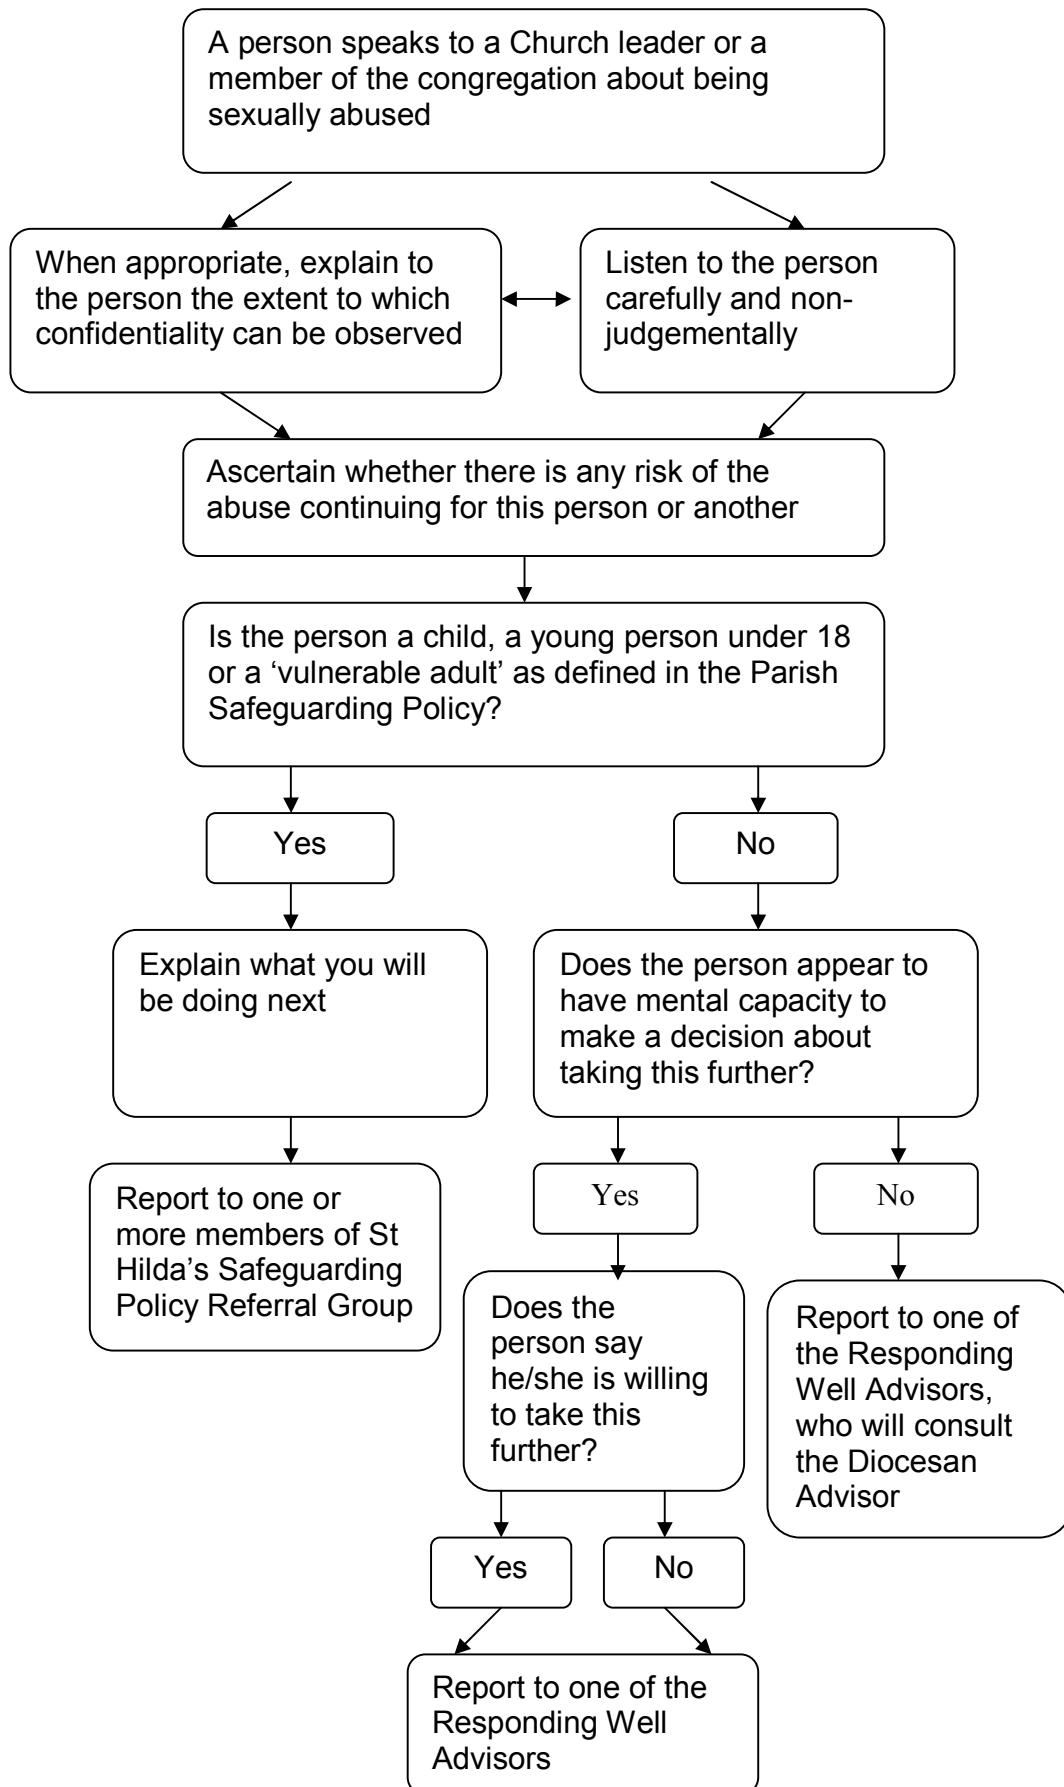 A person speaks to a Church leader or a
member of the congregation about being
sexually abused
When appropriate, explain to
the person the extent to which
confidentiality can be observed
Listen to the person
carefully and non-
judgementally
Ascertain whether there is any risk of the
abuse continuing for this person or another
Is the person a child, a young person under 18
or a ‘vulnerable adult’ as defined in the Parish
Safeguarding Policy?
Yes
No
Explain what you will
be doing next
Does the person appear to
have mental capacity to
make a decision about
taking this further?
Report to one or
more members of St
Hilda’s Safeguarding
Policy Referral Group
Yes
No
Does the
person say
he/she is willing
to take this
further?
Report to one of
the Responding
Well Advisors,
who will consult
the Diocesan
Advisor
Yes
No
Report to one of the
Responding Well
Advisors